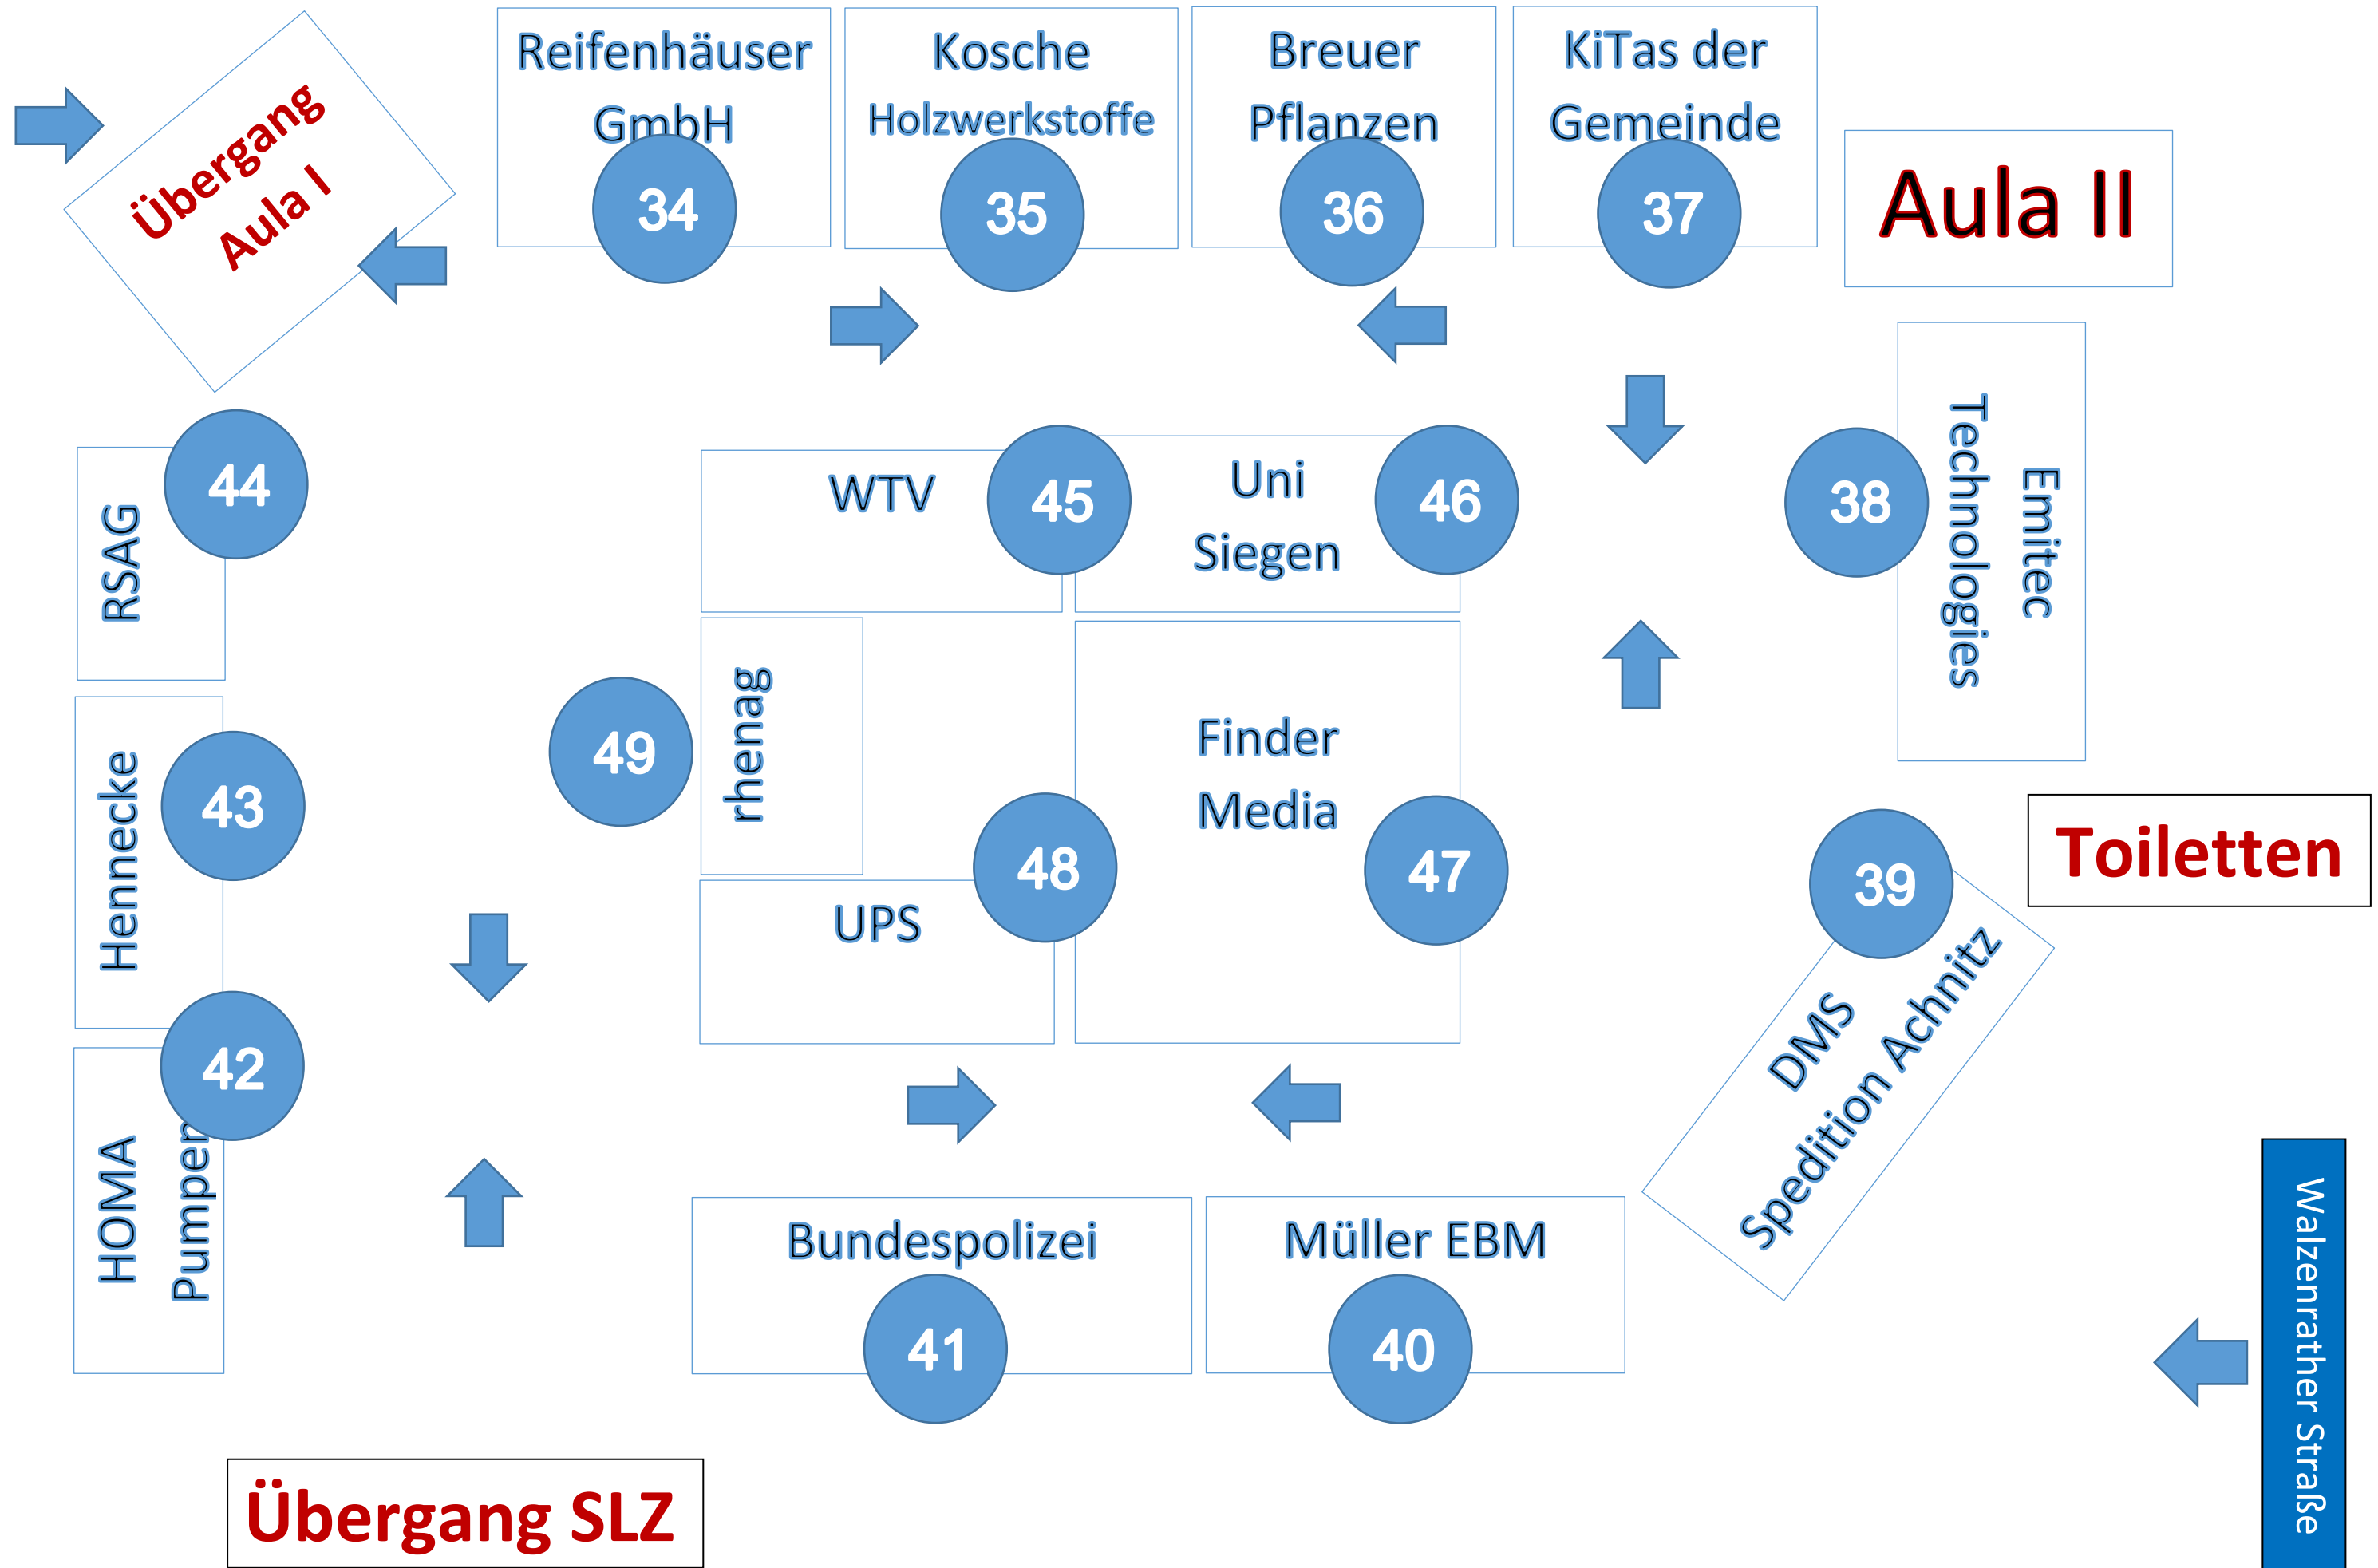 Übergang
Aula I
Reifenhäuser
GmbH
34
Kosche
Holzwerkstoffe
35
Breuer
Pflanzen
36
KiTas der
Gemeinde
37
Aula II
44
RSAG
WTV
45
Uni
Siegen
46
38
Emitec
Technologies
43
Hennecke
49
rhenag
Finder
Media
47
48
UPS
39
DMS
Spedition Achnitz
Toiletten
42
HOMA
Pumpen
Bundespolizei
41
Müller EBM
40
Walzenrather Straße
Übergang SLZ